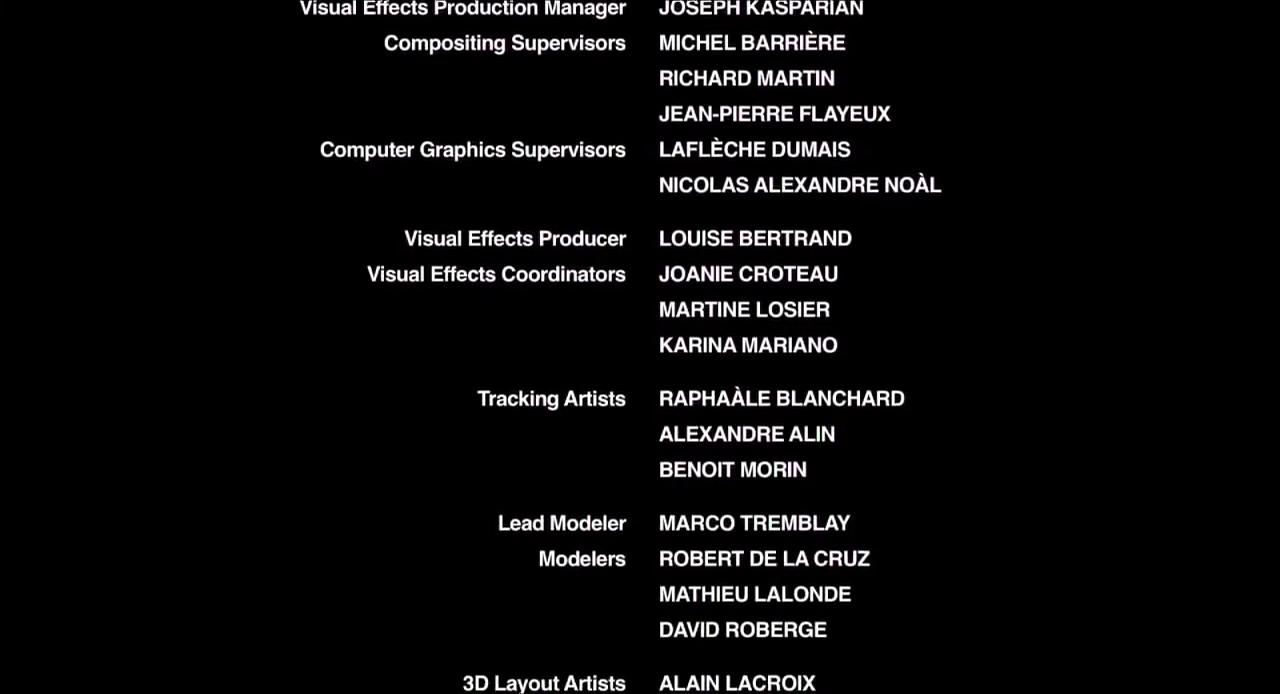 Visual Effects Production Manager JOSEPH KASPARIAN
Compositing Supervisors MICHEL BARRIÈRE
RICHARD MARTIN
JEAN-PIERRE FLAYEUX
Computer Graphics Supervisors LAFLÈCHE DUMAIS
NICOLAS ALEXANDRE NOÀL
Visual Effects Producer LOUISE BERTRAND
Visual Effects Coordinators JOANIE CROTEAU
MARTINE LOSIER
KARINA MARIANO
Tracking Artists RAPHAÀLE BLANCHARD
ALEXANDRE ALIN
BENOIT MORIN
Lead Modeler MARCO TREMBLAY
Modelers ROBERT DE LA CRUZ
MATHIEU LALONDE
DAVID ROBERGE
3D Layout Artists ALAIN LACROIX